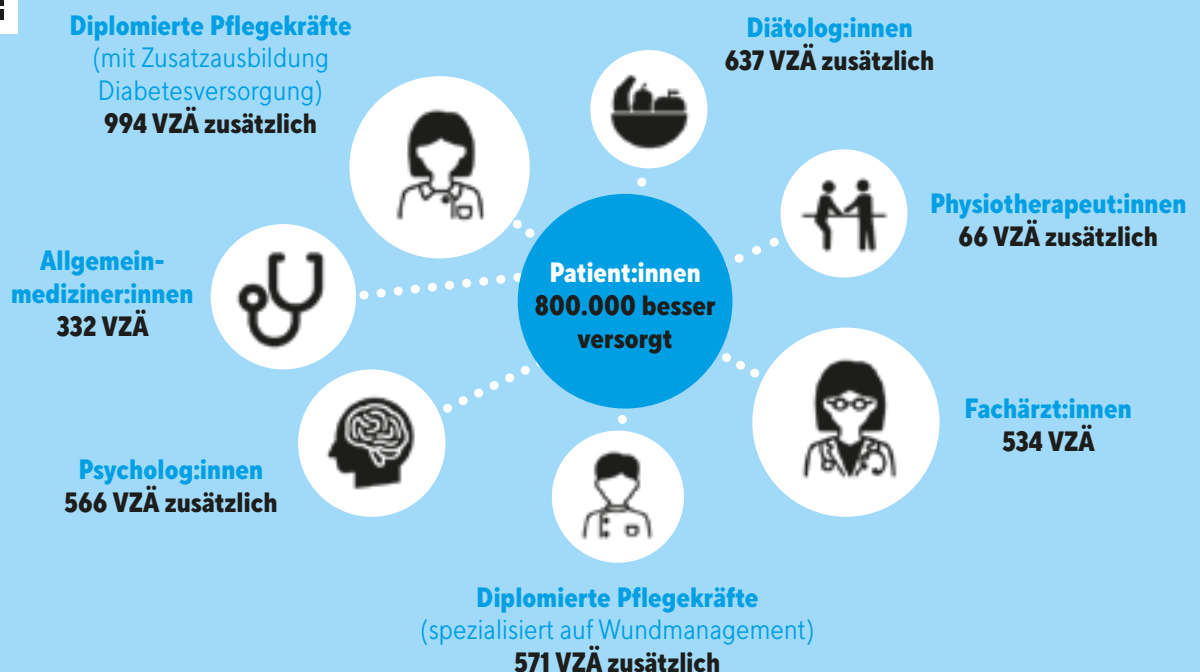 Diplomierte Pflegekräfte
(mit Zusatzausbildung
Diabetesversorgung)
994 VZÄ zusätzlich
Diätolog:innen
637 VZÄ zusätzlich
Physiotherapeut:innen
66 VZÄ zusätzlich
Allgemein-
mediziner:innen
332 VZÄ
Patient:innen
800.000 besser
versorgt
Fachärzt:innen
534 VZÄ
Psycholog:innen
566 VZÄ zusätzlich
Diplomierte Pflegekräfte
(spezialisiert auf Wundmanagement)
571 VZÄ zusätzlich